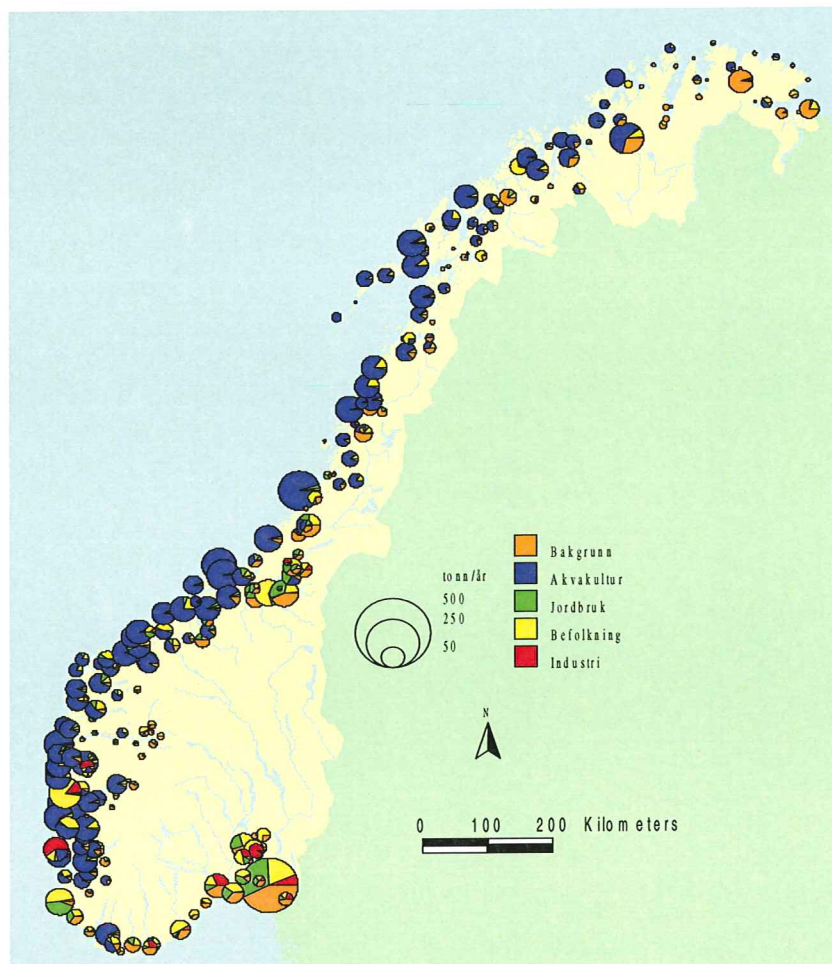 tonn/år
500
250
50
Bakgrunn
Akvakultur
Jordbruk
Befolkning
Industri
N
0 100 200 Kilometers